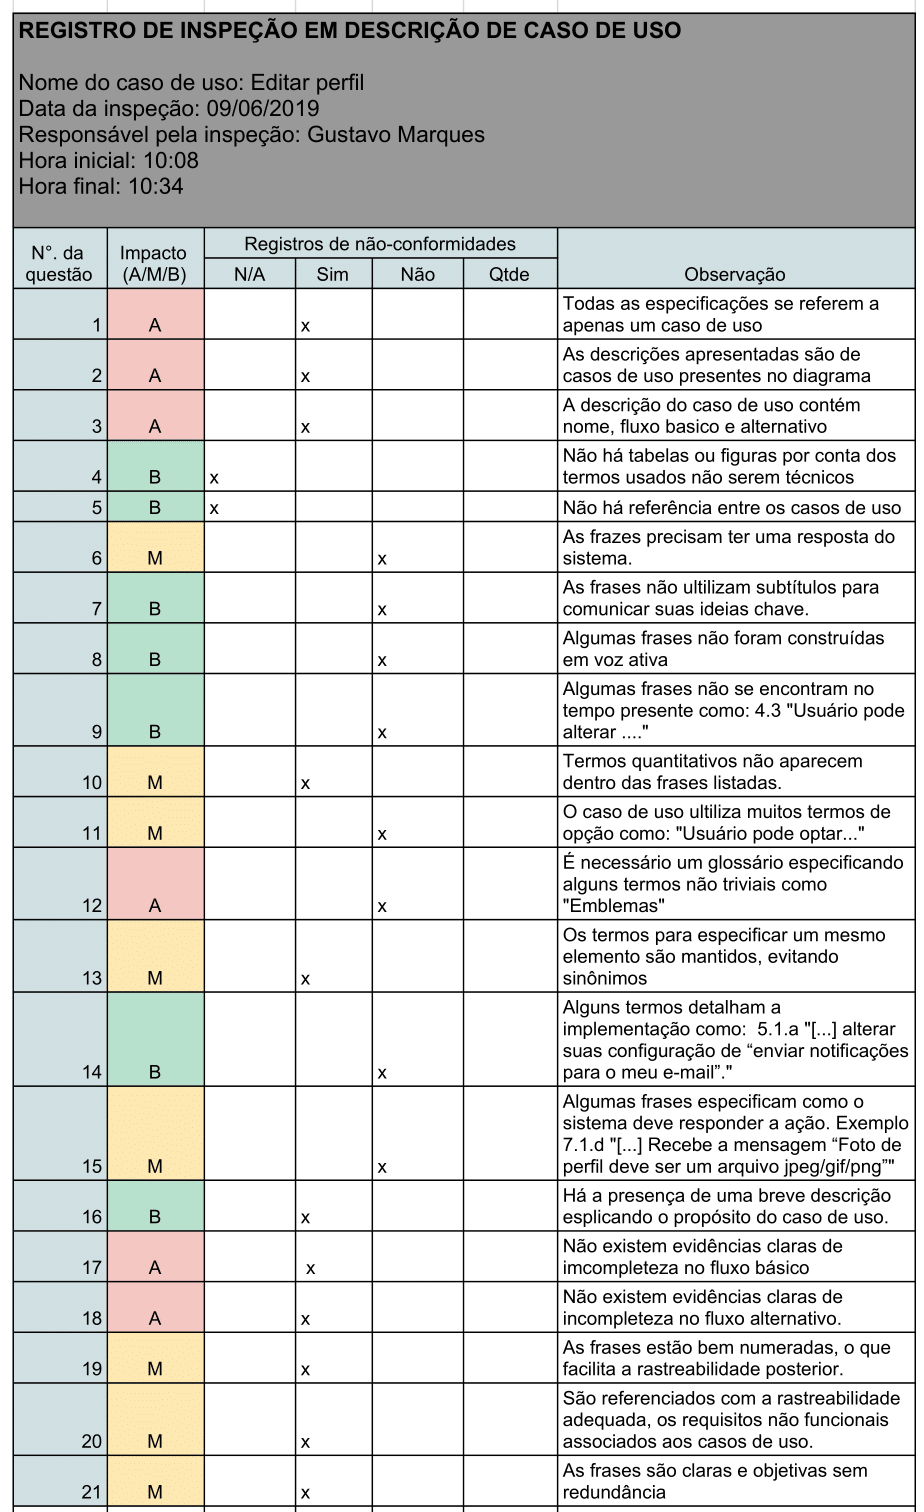 REGISTRO DE INSPEÇÃO EM DESCRIÇÃO DE CASO DE USO
Nome do caso de uso: Editar perfil
Data da inspeção: 09/06/2019
Responsável pela inspeção: Gustavo Marques
Hora inicial: 10:08
Hora final: 10:34
N°. da questão Impacto (A/M/B) Registros de não-conformidades Observação
N/A Sim Não Qtde
1 A x Todas as especificações se referem a
apenas um caso de uso
2 A x As descrições apresentadas são de
casos de uso presentes no diagrama
3 A x A descrição do caso de uso contém
nome, fluxo basico e alternativo
4 B x Não há tabelas ou figuras por conta dos
termos usados não serem técnicos
5 B x Não há referência entre os casos de uso
6 M x As frazes precisam ter uma resposta do
sistema.
7 B x As frases não ultilizam subtítulos para
comunicar suas ideias chave.
8 B x Algumas frases não foram construídas
em voz ativa
9 B x Algumas frases não se encontram no
tempo presente como: 4.3 "Usuário pode
alterar ...."
10 M x Termos quantitativos não aparecem
dentro das frases listadas.
11 M x O caso de uso ultiliza muitos termos de
opção como: "Usuário pode optar..."
12 A x É necessário um glossário especificando
alguns termos não triviais como
"Emblemas"
13 M x Os termos para especificar um mesmo
elemento são mantidos, evitando
sinônimos
14 B x Alguns termos detalham a
implementação como:  5.1.a "[...] alterar
suas configuração de “enviar notificações
para o meu e-mail”."
15 M x Algumas frases especificam como o
sistema deve responder a ação. Exemplo
7.1.d "[...] Recebe a mensagem “Foto de
perfil deve ser um arquivo jpeg/gif/png”"
16 B x Há a presença de uma breve descrição
esplicando o propósito do caso de uso.
17 A x Não existem evidências claras de
imcompleteza no fluxo básico
18 A x Não existem evidências claras de
incompleteza no fluxo alternativo.
19 M x As frases estão bem numeradas, o que
facilita a rastreabilidade posterior.
20 M x São referenciados com a rastreabilidade
adequada, os requisitos não funcionais
associados aos casos de uso.
21 M x As frases são claras e objetivas sem
redundância